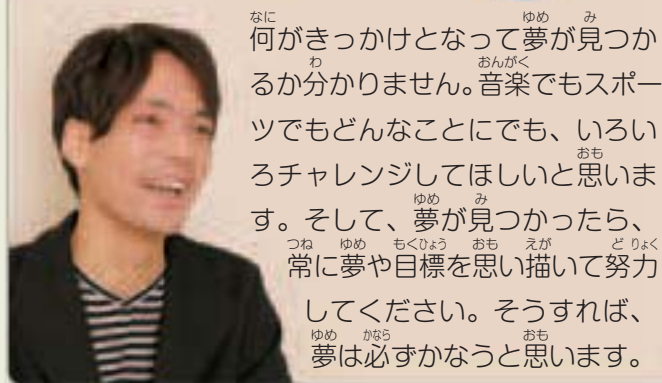 何がきっかけとなって夢が見つか
るか分かりません。音楽でもスポー
ツでもどんなことにでも、いろい
ろチャレンジしてほしいと思いま
す。そして、夢が見つかったら、
常に夢や目標を思い描いて努力
してください。そうすれば、
夢は必ずかなうと思います。